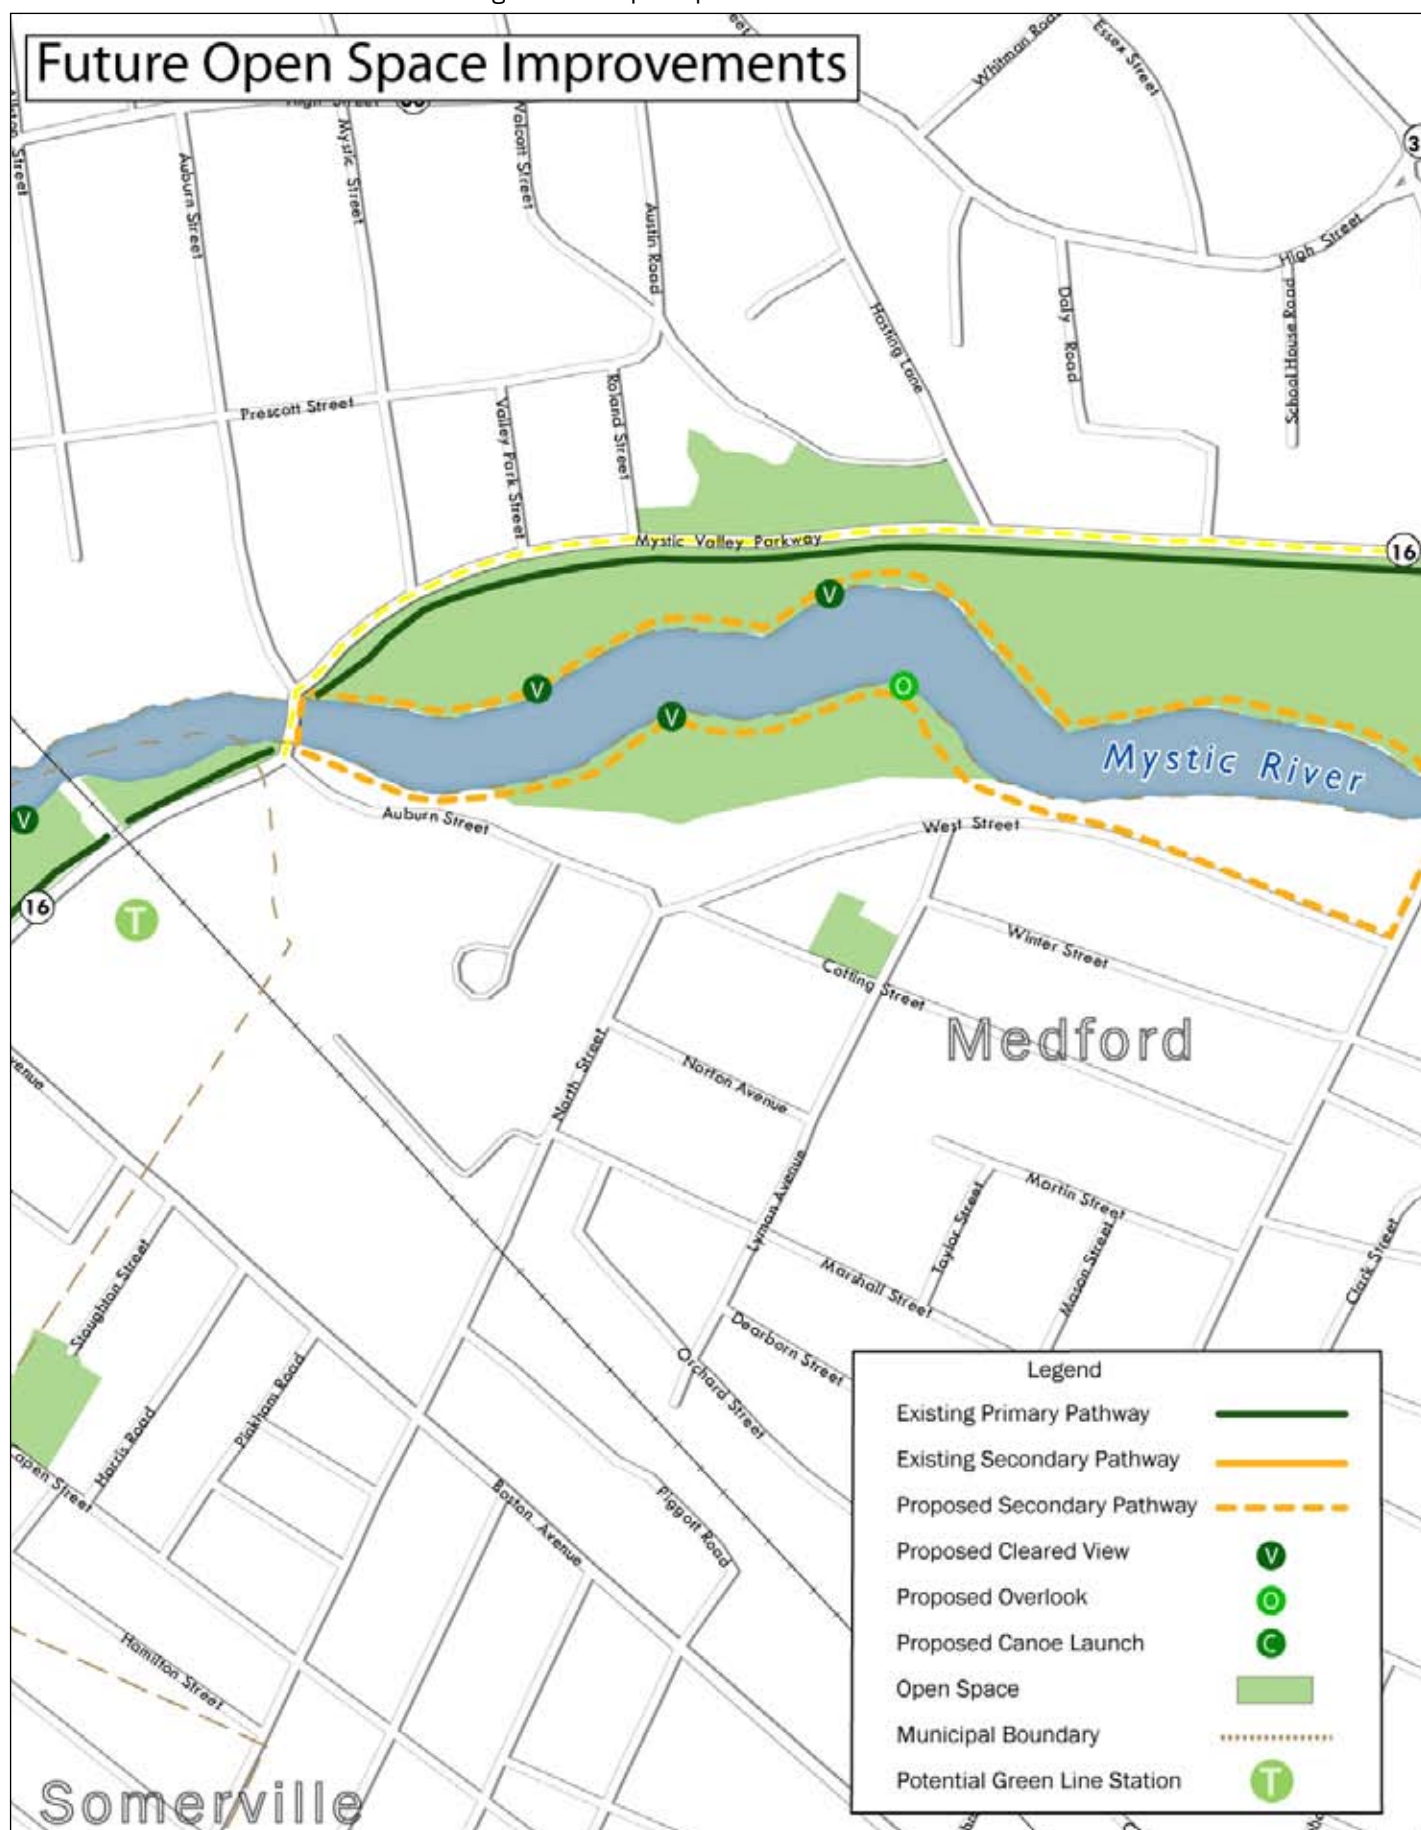 Future Open Space Improvements
Whitman Road
Essex Street
High Street
Auburn Street
Mystic Street
Austin Road
High Street
School House Road
Daly Road
Hasting Lane
Prescott Street
Valley Park Street
Roland Street
Mystic Valley Parkway
16
V
V
V
O
V
Mystic River
Auburn Street
West Street
16
T
Winter Street
Cotting Street
Medford
North Street
Norton Avenue
Lyman Avenue
Martin Street
Taylor Street
Mason Street
Clark Street
Marshall Street
Stoughton Street
Dearborn Street
Orchard Street
Harris Road
Pinkham Road
Boston Avenue
Piggott Road
Hamilton Street
Somerville
Legend
Existing Primary Pathway
Existing Secondary Pathway
Proposed Secondary Pathway
Proposed Cleared View V
Proposed Overlook O
Proposed Canoe Launch C
Open Space
Municipal Boundary
Potential Green Line Station T